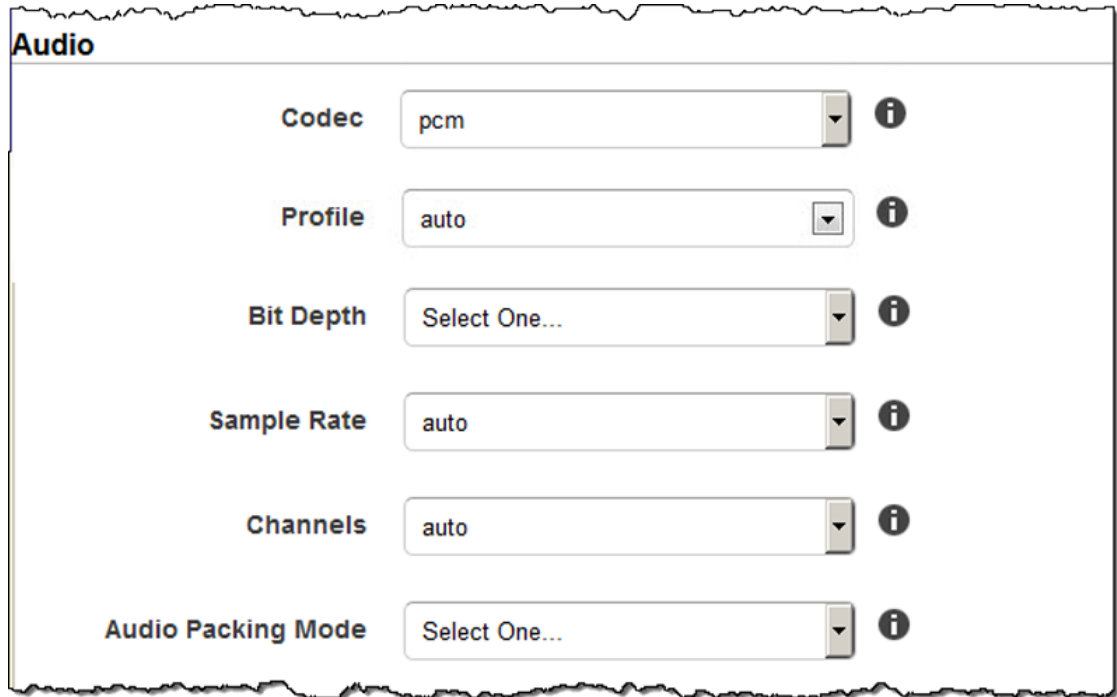 Audio
Codec pcm
Profile auto
Bit Depth Select One...
Sample Rate auto
Channels auto
Audio Packing Mode Select One...